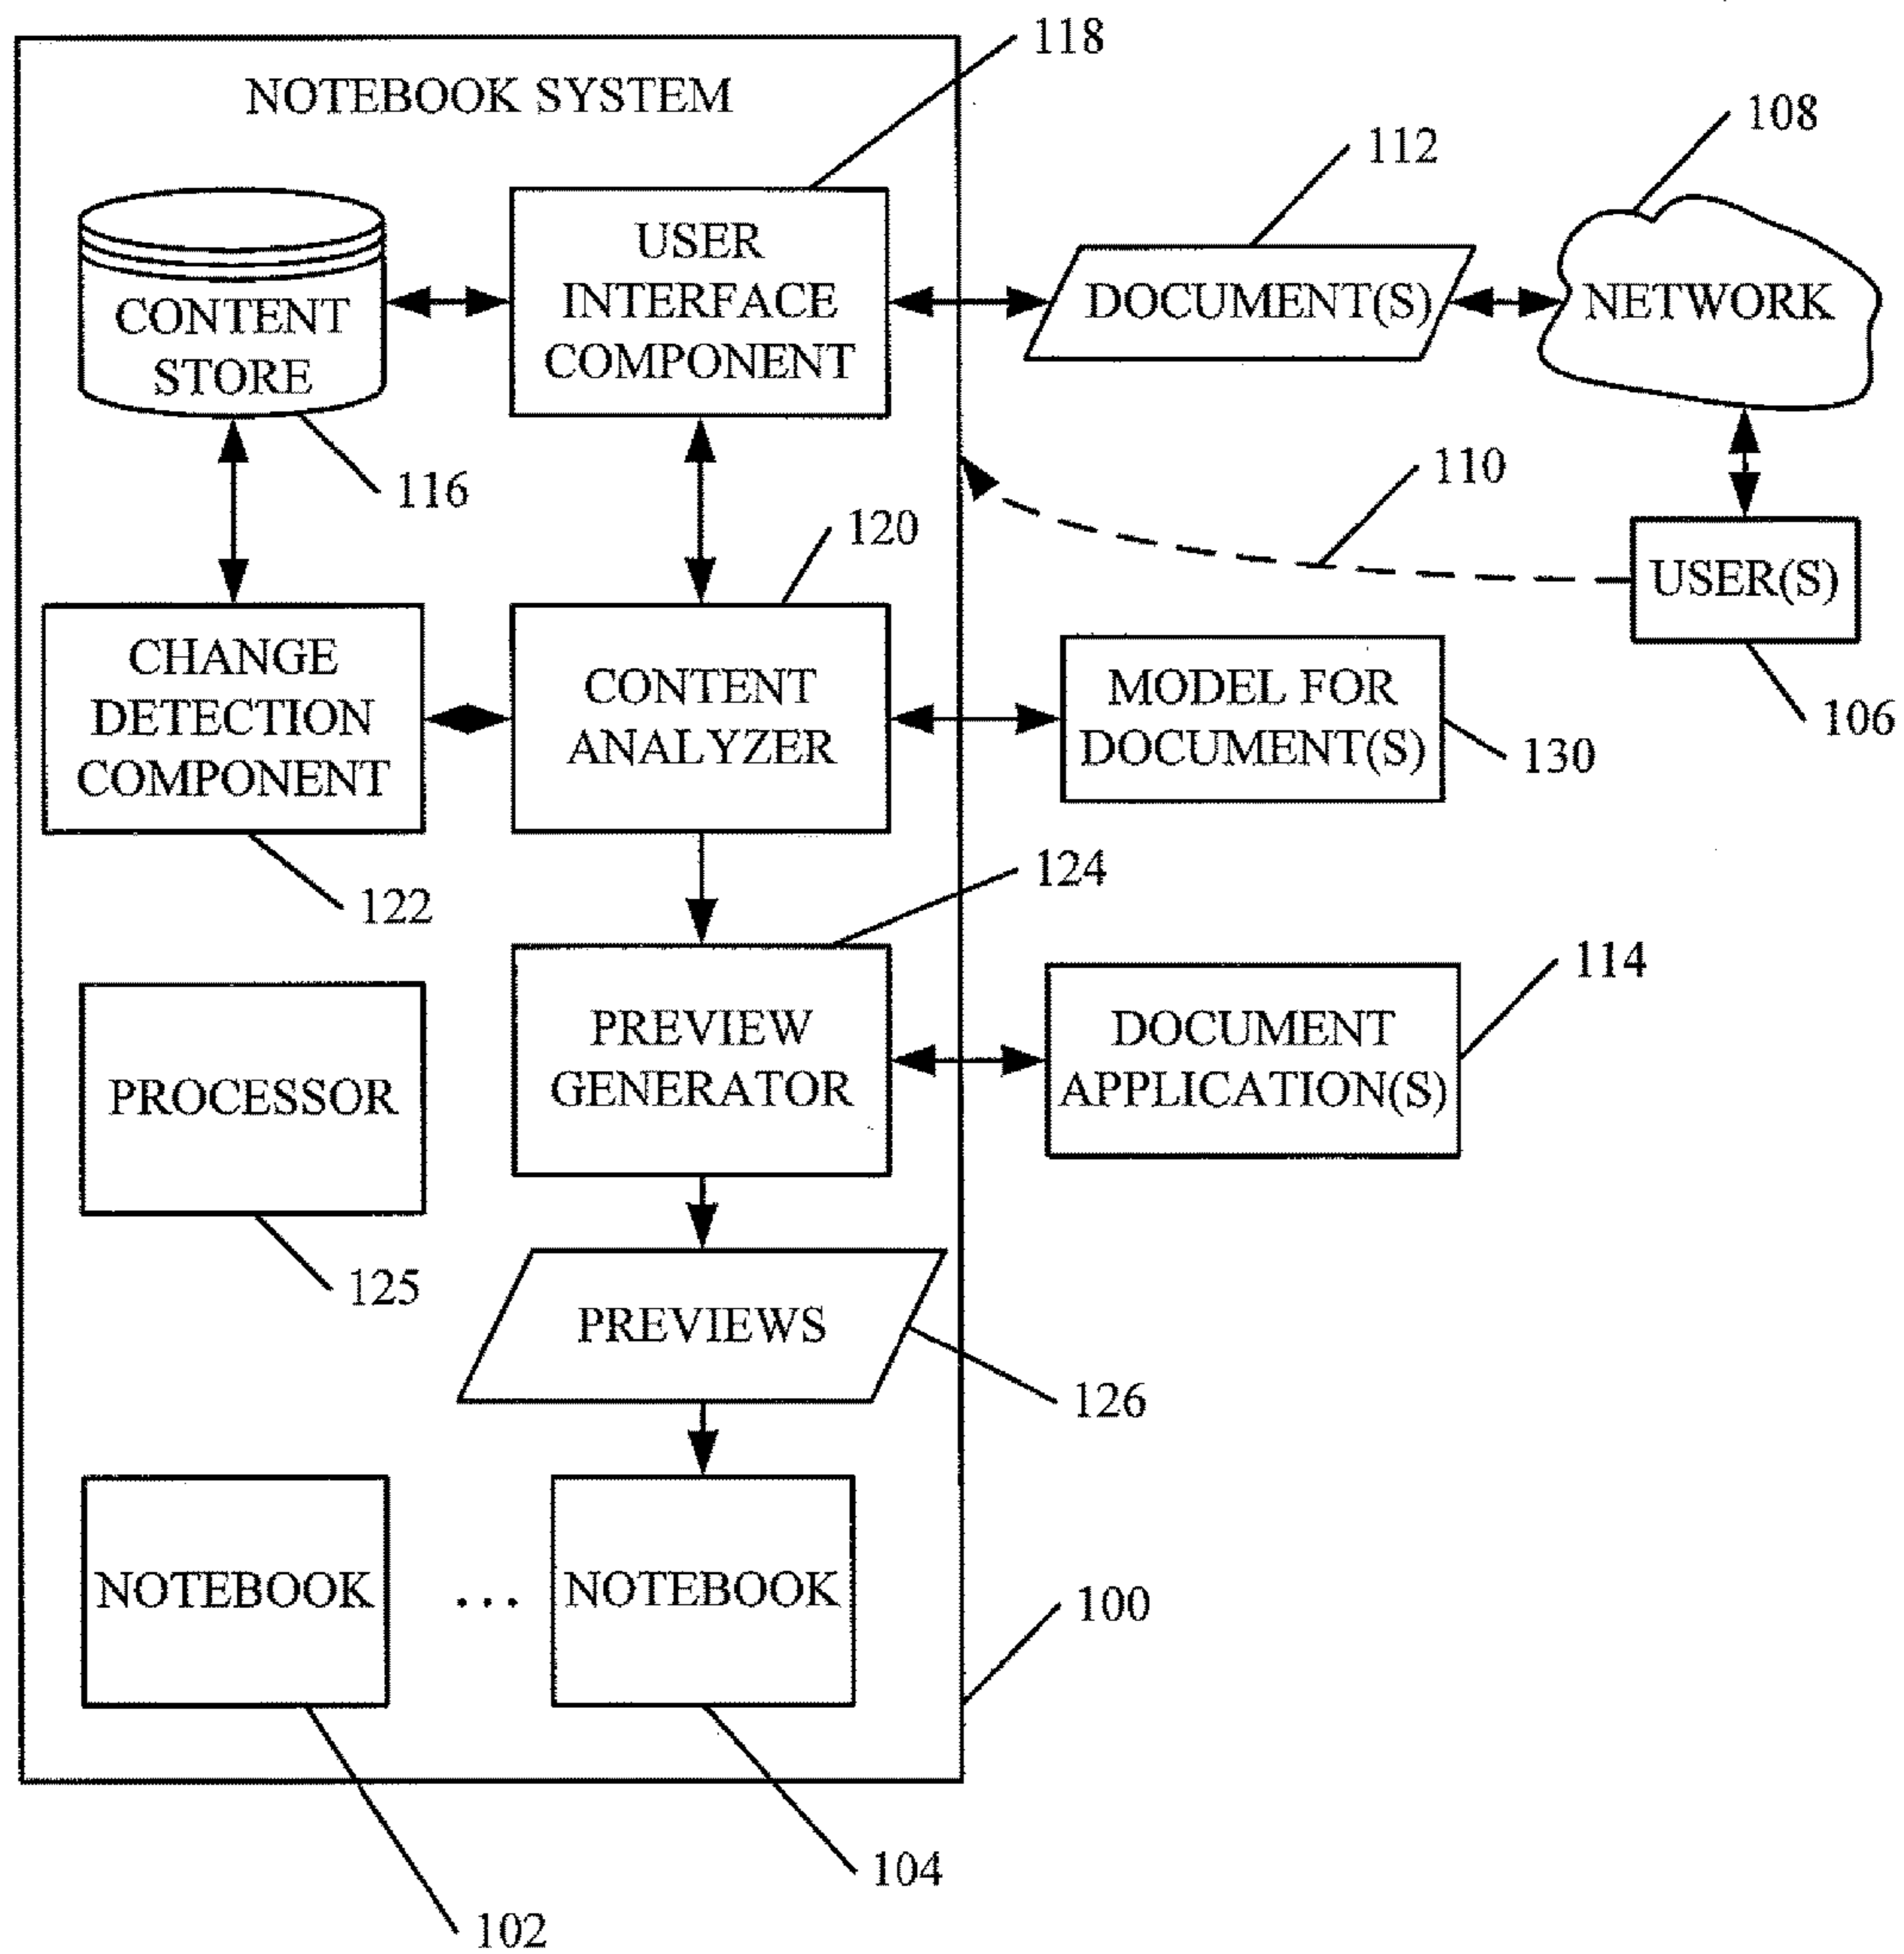 118
NOTEBOOK SYSTEM
108
112
USER
INTERFACE
COMPONENT
CONTENT
STORE
DOCUMENT(S)
NETWORK
110
116
120
USER(S)
CHANGE
DETECTION
COMPONENT
CONTENT
ANALYZER
MODEL FOR
DOCUMENT(S)
106
130
124
122
114
PREVIEW
GENERATOR
DOCUMENT
APPLICATION(S)
PROCESSOR
125
PREVIEWS
126
NOTEBOOK
...
NOTEBOOK
100
104
102